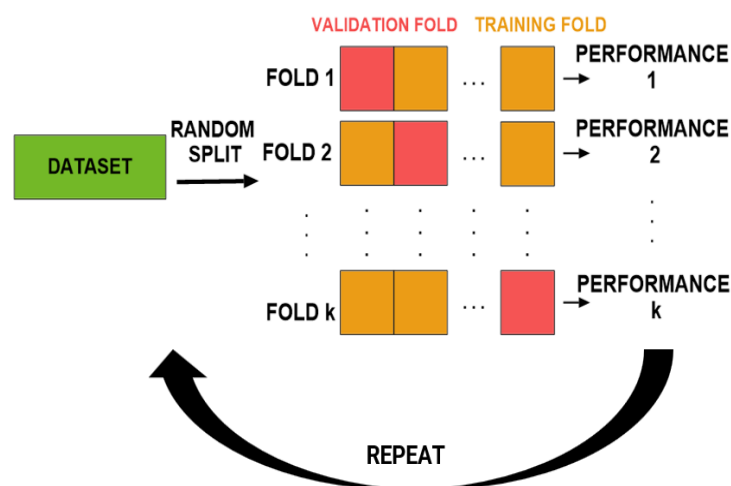 VALIDATION FOLD TRAINING FOLD
FOLD 1 ... PERFORMANCE
1
RANDOM
SPLIT
DATASET
FOLD 2 ... PERFORMANCE
2
FOLD k ... PERFORMANCE
k
REPEAT